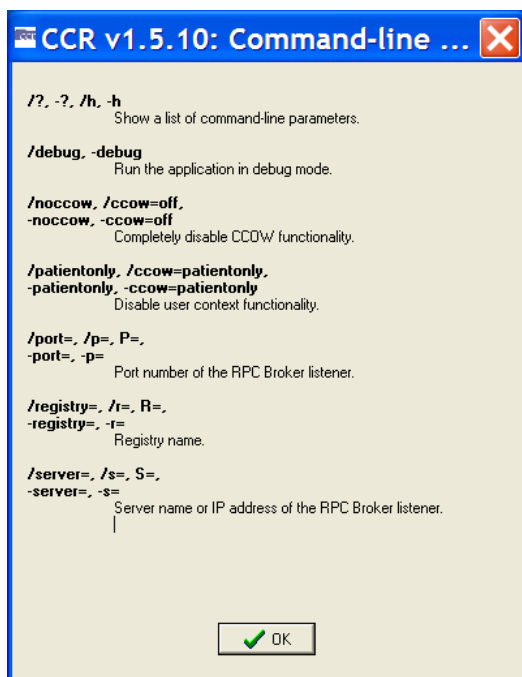 CCR CCR v1.5.10: Command-line ...
/?, -?, /h, -h
Show a list of command-line parameters.
/debug, -debug
Run the application in debug mode.
/noccow, /ccow=off,
-noccow, -ccow=off
Completely disable CCOW functionality.
/patientonly, /ccow=patientonly,
-patientonly, -ccow=patientonly
Disable user context functionality.
/port=, /p=, P=,
-port=, -p=
Port number of the RPC Broker listener.
/registry=, /r=, R=,
-registry=, -r=
Registry name.
/server=, /s=, S=,
-server=, -s=
Server name or IP address of the RPC Broker listener.
OK